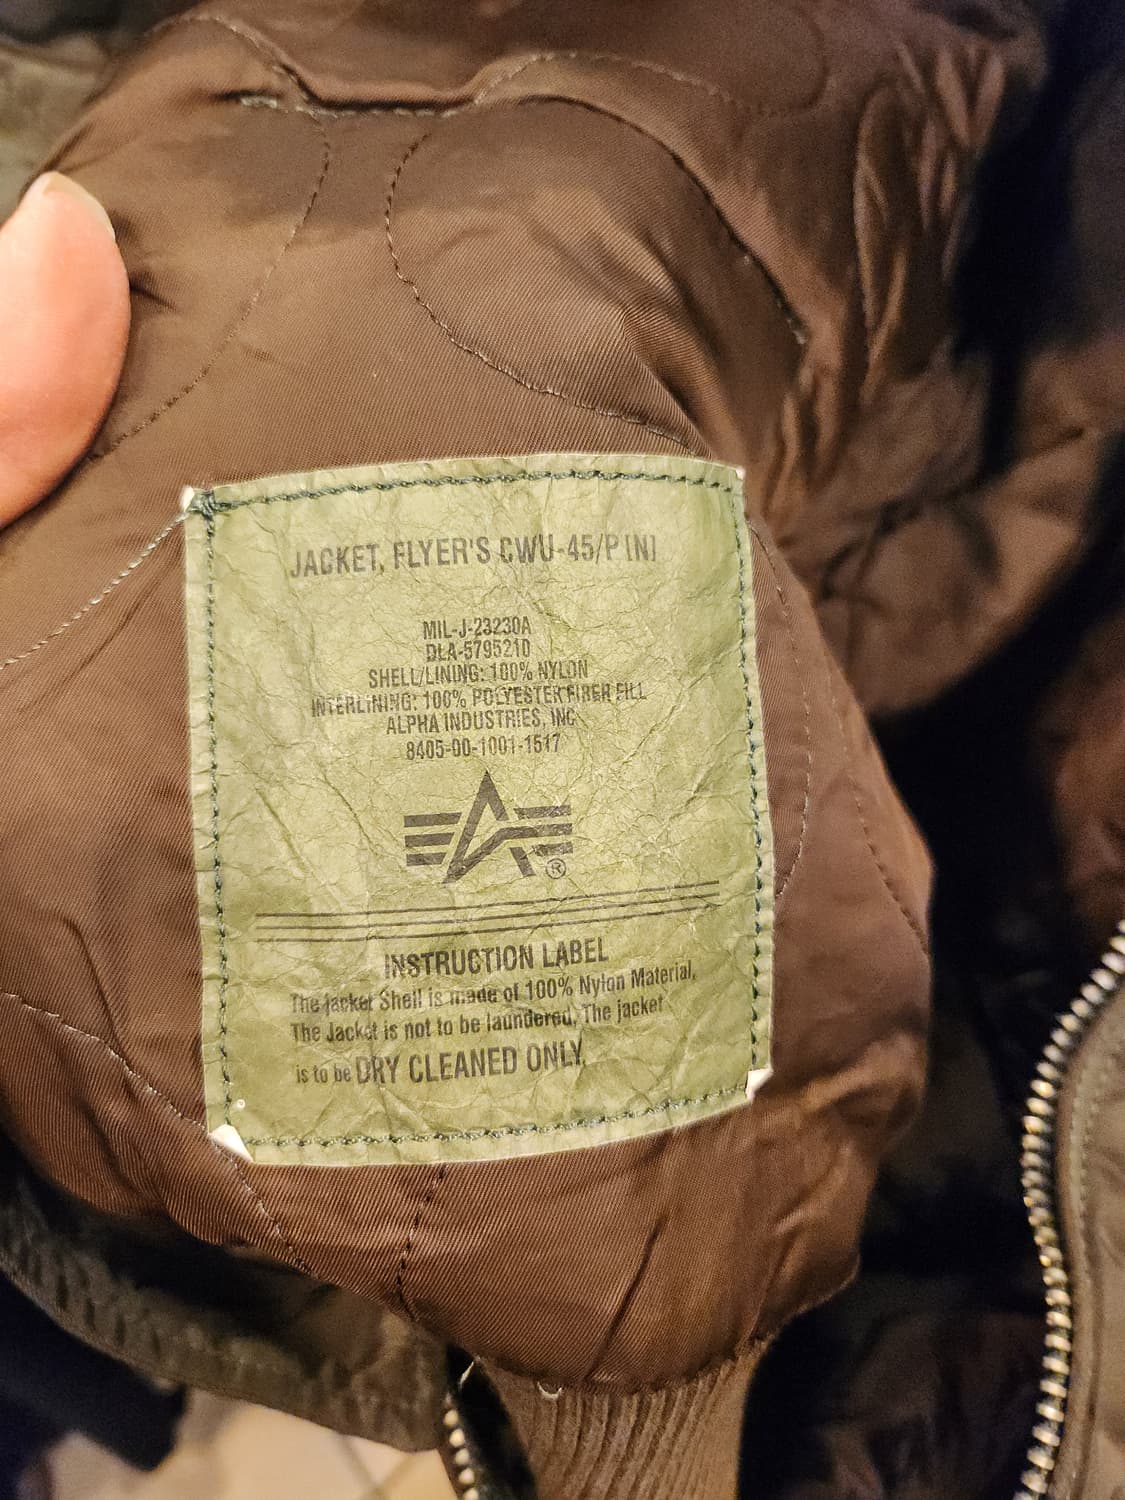 JACKET, FLYER'S CWU-45/P (N)
MIL-J-23230A
DLA-5795210
SHELL/LINING: 100% NYLON
INTERLINING: 100% POLYESTER FIBER FILL
ALPHA INDUSTRIES, INC
8405-00-1001-1517
®
INSTRUCTION LABEL
The jacket Shell is made of 100% Nylon Material,
The Jacket is not to be laundered, The jacket
is to be DRY CLEANED ONLY.